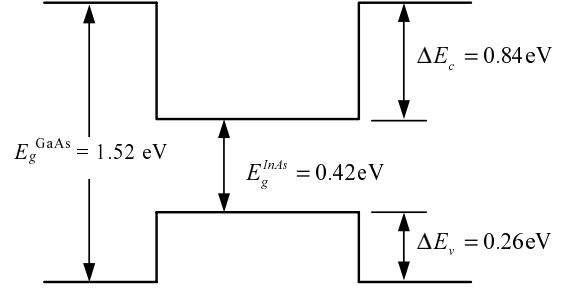 ΔE_c = 0.84eV
E_g^GaAs = 1.52 eV
E_g^InAs = 0.42eV
ΔE_v = 0.26eV